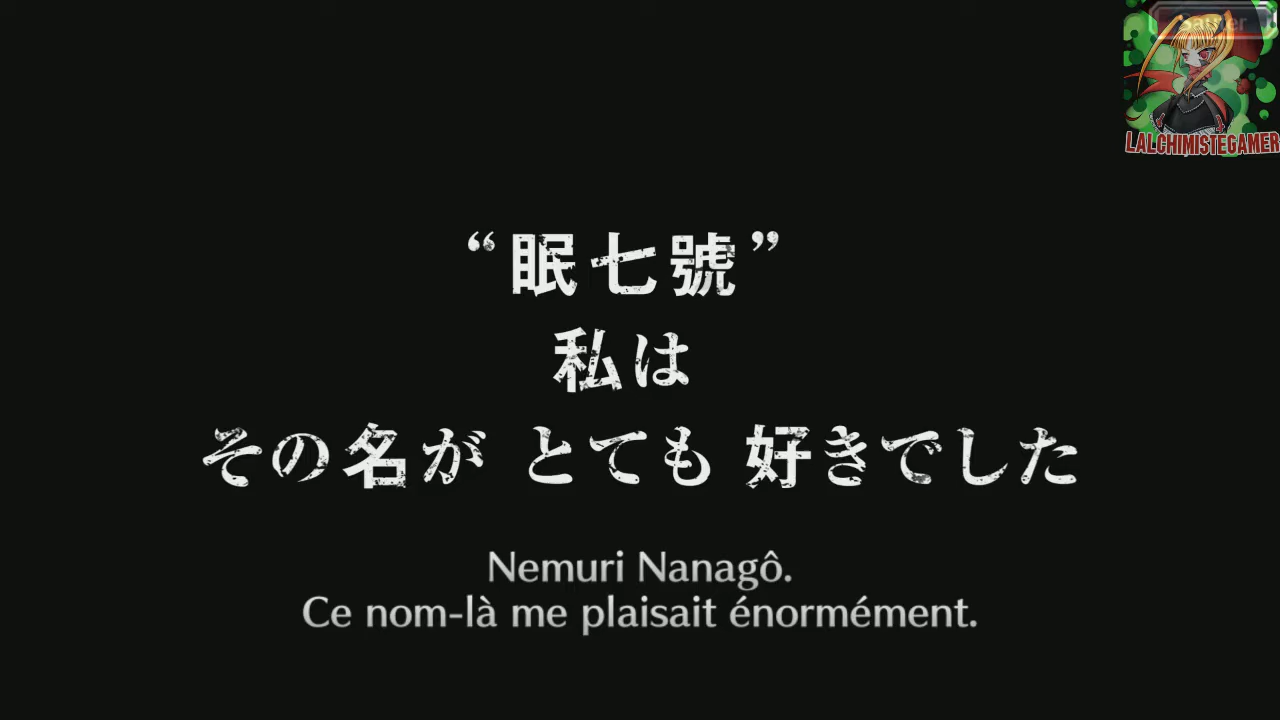 Sauter
LALCHIMISTEGAMER
“眠七號”
私は
その名が とても 好きでした
Nemuri Nanagô.
Ce nom-là me plaisait énormément.